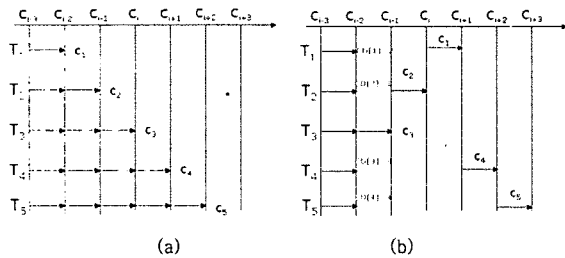 C_{i-3} C_{i-2} C_{i-1} C_i C_{i+1} C_{i+2} C_{i+3}
T_1 c_1
T_2 c_2
T_3 c_3
T_4 c_4
T_5 c_5
(a)
C_{i-3} C_{i-2} C_{i-1} C_i C_{i+1} C_{i+2} C_{i+3}
T_1 c_1
T_2 c_2
T_3 c_3
T_4 c_4
T_5 c_5
(b)